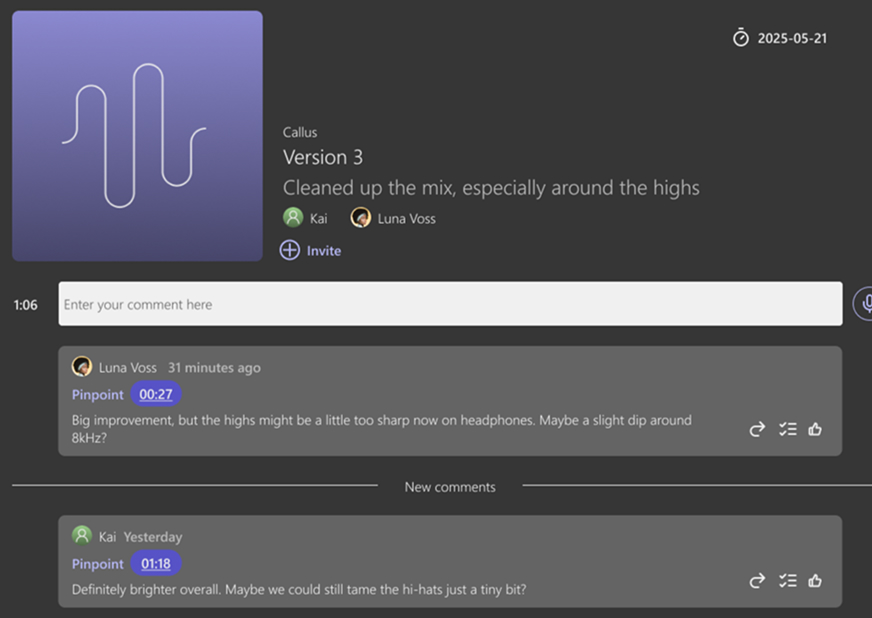 2025-05-21
Callus
Version 3
Cleaned up the mix, especially around the highs
Kai Luna Voss
Invite
1:06 Enter your comment here
Luna Voss 31 minutes ago
Pinpoint 00:27
Big improvement, but the highs might be a little too sharp now on headphones. Maybe a slight dip around
8kHz?
New comments
Kai Yesterday
Pinpoint 01:18
Definitely brighter overall. Maybe we could still tame the hi-hats just a tiny bit?